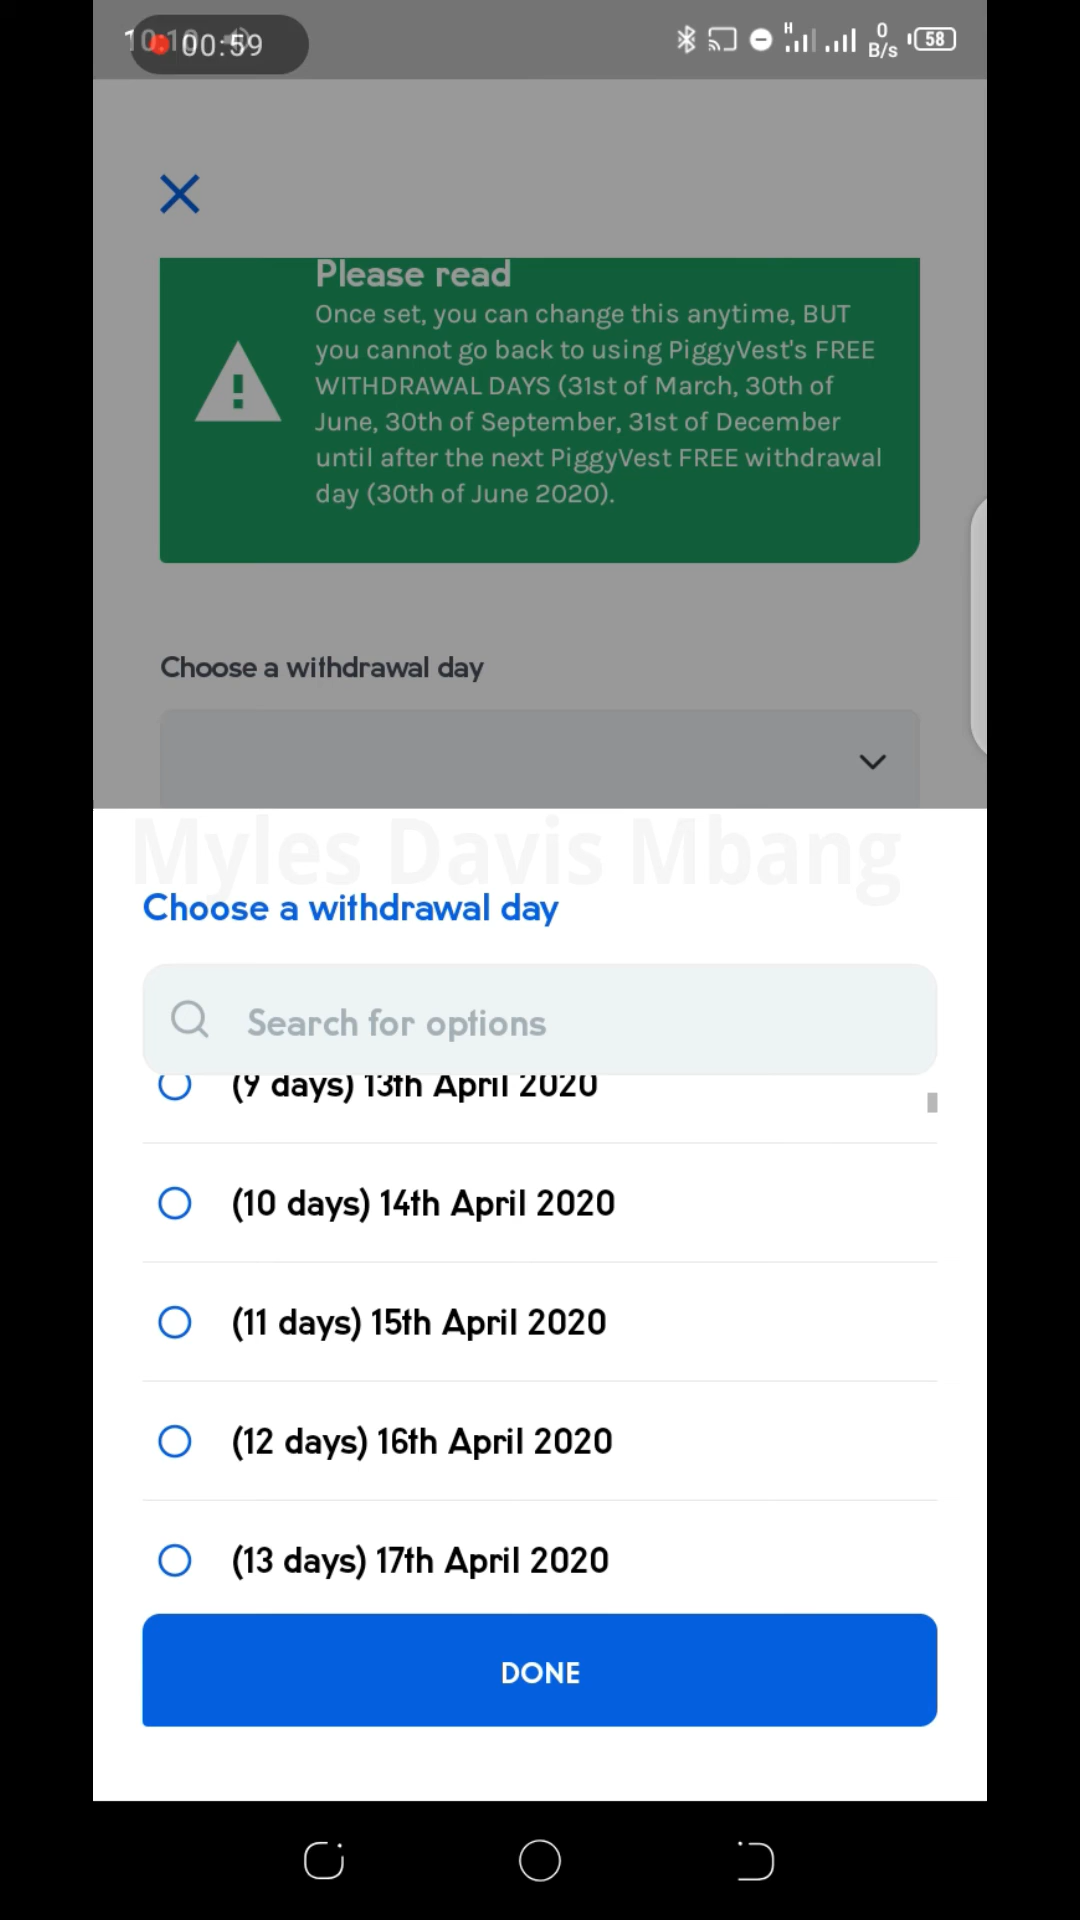 00:59
H
0
B/s
58
Please read
Once set, you can change this anytime, BUT
you cannot go back to using PiggyVest's FREE
WITHDRAWAL DAYS (31st of March, 30th of
June, 30th of September, 31st of December
until after the next PiggyVest FREE withdrawal
day (30th of June 2020).
Choose a withdrawal day
Myles Davis Mbang
Choose a withdrawal day
Search for options
(9 days) 13th April 2020
(10 days) 14th April 2020
(11 days) 15th April 2020
(12 days) 16th April 2020
(13 days) 17th April 2020
DONE